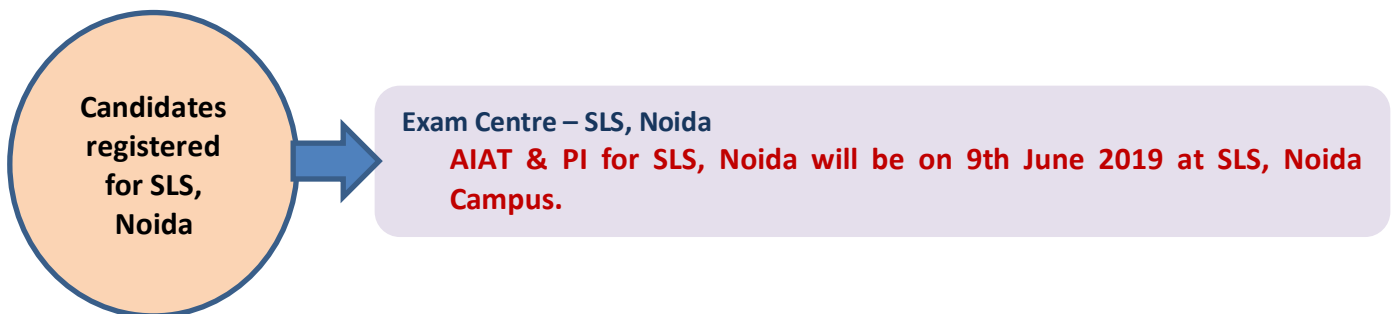 Candidates
registered
for SLS,
Noida
Exam Centre – SLS, Noida
AIAT & PI for SLS, Noida will be on 9th June 2019 at SLS, Noida
Campus.